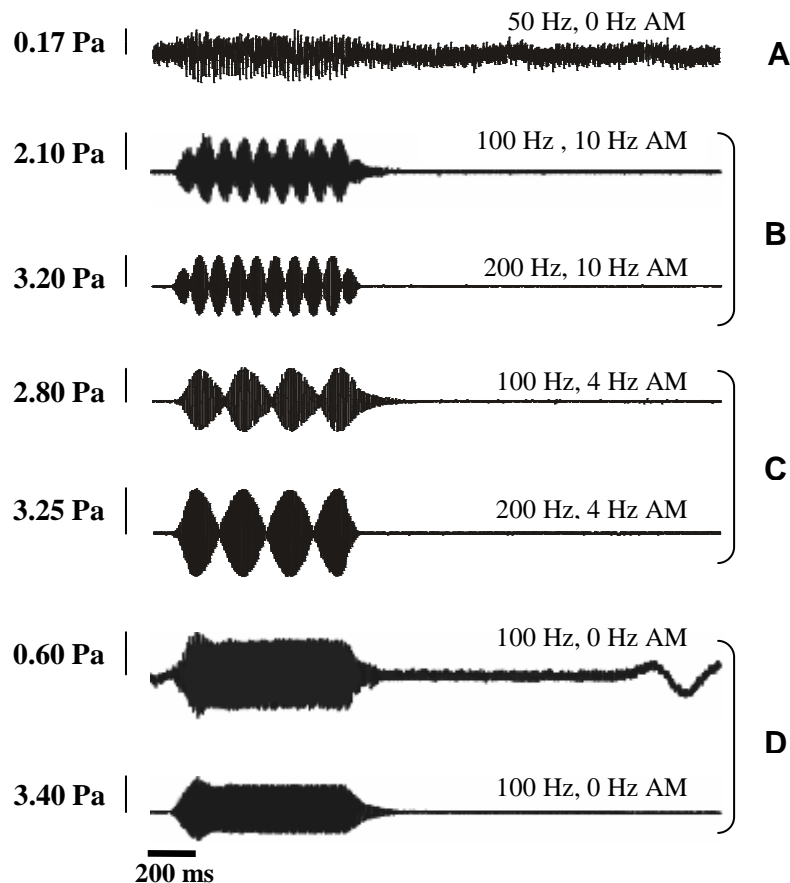 0.17 Pa
50 Hz, 0 Hz AM
A
2.10 Pa
100 Hz , 10 Hz AM
B
3.20 Pa
200 Hz, 10 Hz AM
2.80 Pa
100 Hz, 4 Hz AM
C
3.25 Pa
200 Hz, 4 Hz AM
0.60 Pa
100 Hz, 0 Hz AM
D
3.40 Pa
100 Hz, 0 Hz AM
200 ms